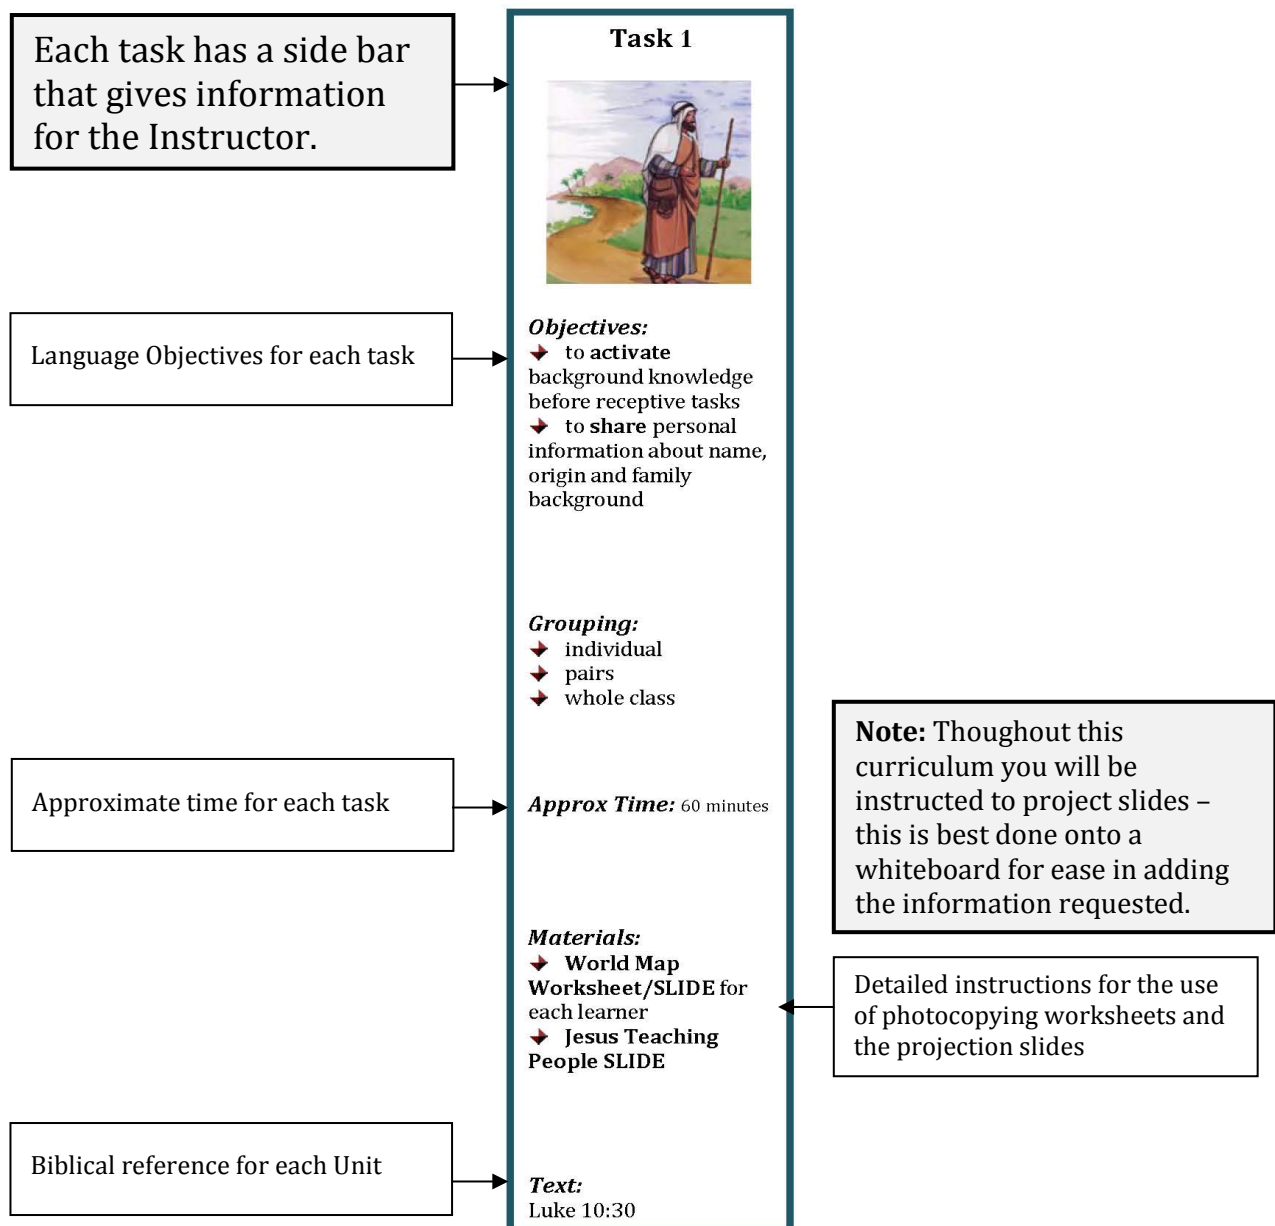 Each task has a side bar
that gives information
for the Instructor.
Task 1
Language Objectives for each task
Objectives:
to activate
background knowledge
before receptive tasks
to share personal
information about name,
origin and family
background
Grouping:
individual
pairs
whole class
Approximate time for each task
Approx Time: 60 minutes
Note: Thoughout this
curriculum you will be
instructed to project slides –
this is best done onto a
whiteboard for ease in adding
the information requested.
Materials:
World Map
Worksheet/SLIDE for
each learner
Jesus Teaching
People SLIDE
Detailed instructions for the use
of photocopying worksheets and
the projection slides
Biblical reference for each Unit
Text:
Luke 10:30